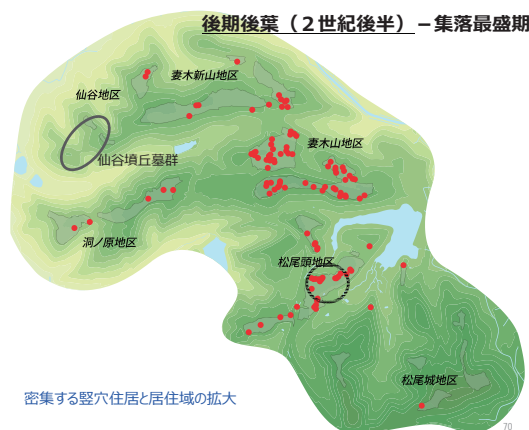 後期後葉（２世紀後半）－集落最盛期
妻木新山地区
仙谷地区
妻木山地区
仙谷墳丘墓群
洞ノ原地区
松尾頭地区
松尾城地区
密集する竪穴住居と居住域の拡大
70